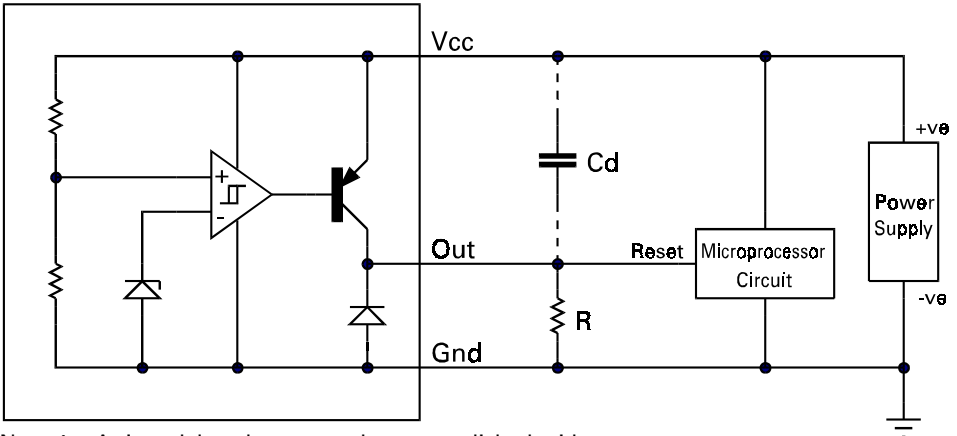 Vcc
+ve
Cd
+
-
Power
Supply
Out
Reset
Microprocessor
Circuit
-ve
R
Gnd